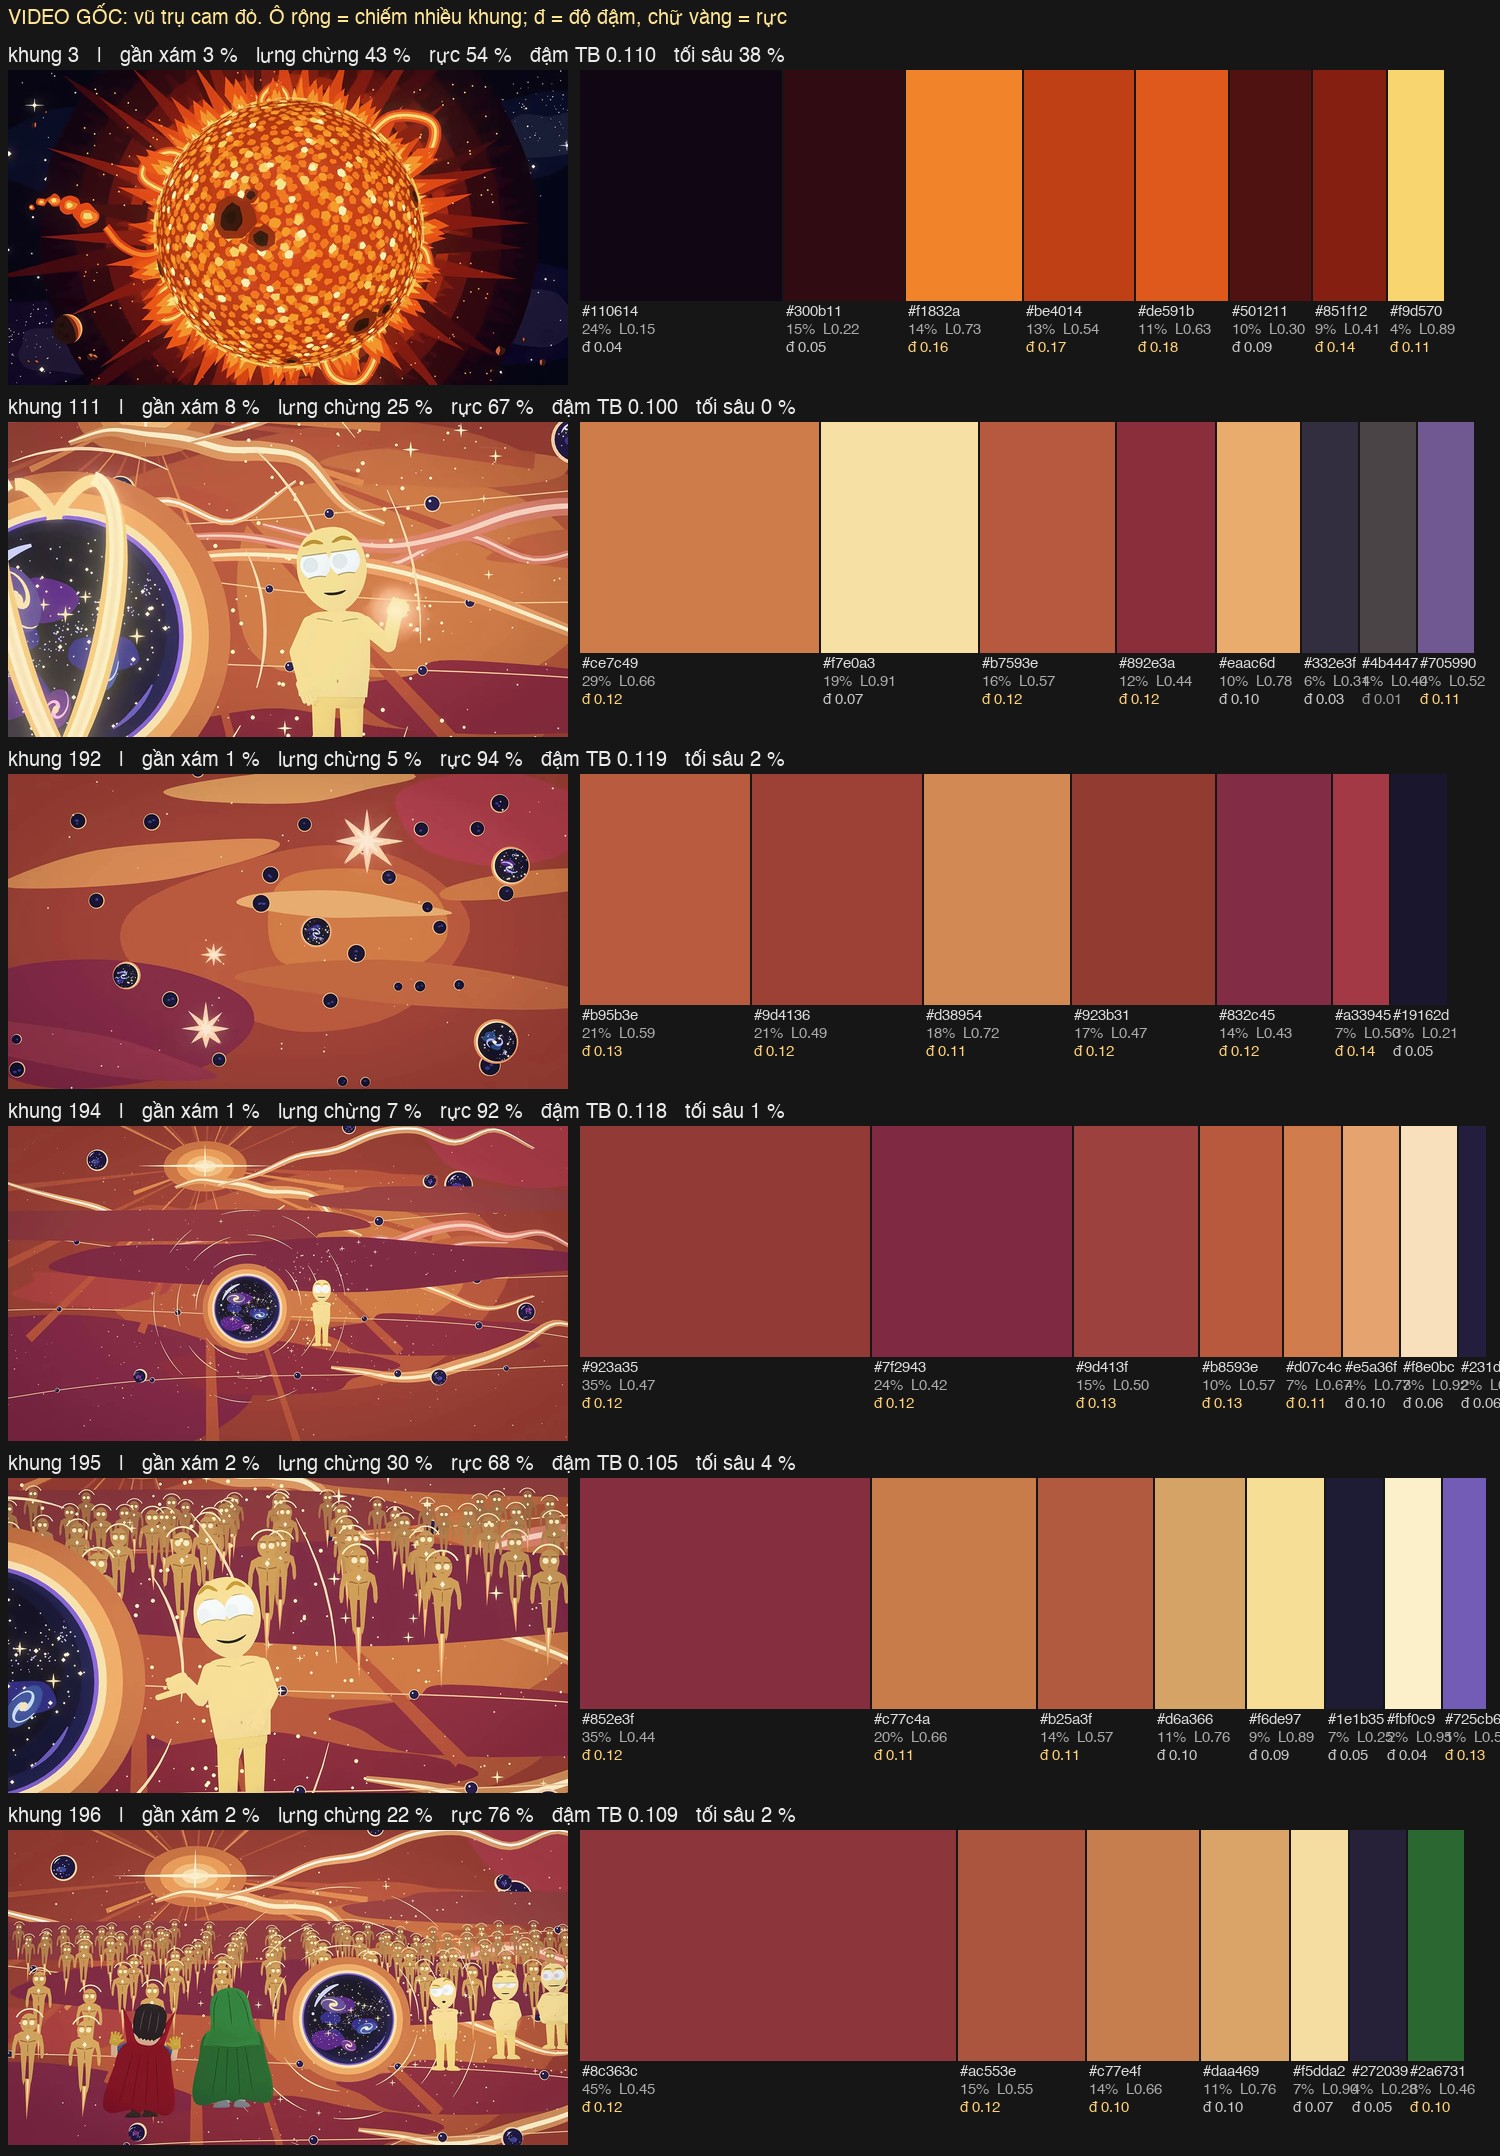 VIDEO GỐC: vũ trụ cam đỏ. Ô rộng = chiếm nhiều khung; đ = độ đậm, chữ vàng = rực
khung 3 | gần xám 3 % lưng chừng 43 % rực 54 % đậm TB 0.110 tối sâu 38 %
#110614 #300b11 #f1832a #be4014 #de591b #501211 #851f12 #f9d570
24% L0.15 15% L0.22 14% L0.73 13% L0.54 11% L0.63 10% L0.30 9% L0.41 4% L0.89
đ 0.04 đ 0.05 đ 0.16 đ 0.17 đ 0.18 đ 0.09 đ 0.14 đ 0.11
khung 111 | gần xám 8 % lưng chừng 25 % rực 67 % đậm TB 0.100 tối sâu 0 %
#ce7c49 #f7e0a3 #b7593e #892e3a #eaac6d #332e3f #4b4447 #705990
29% L0.66 19% L0.91 16% L0.57 12% L0.44 10% L0.78 6% L0.52
đ 0.12 đ 0.07 đ 0.12 đ 0.12 đ 0.10 đ 0.03 đ 0.01 đ 0.11
khung 192 | gần xám 1 % lưng chừng 5 % rực 94 % đậm TB 0.119 tối sâu 2 %
#b95b3e #9d4136 #d38954 #923b31 #832c45 #a33945 #19162d
21% L0.59 21% L0.49 18% L0.72 17% L0.47 14% L0.43 7% L0.21
đ 0.13 đ 0.12 đ 0.11 đ 0.12 đ 0.12 đ 0.14 đ 0.05
khung 194 | gần xám 1 % lưng chừng 7 % rực 92 % đậm TB 0.118 tối sâu 1 %
#923a35 #7f2943 #9d413f #b8593e #d07c4c #e5a36f #f8e0bc #231d
35% L0.47 24% L0.42 15% L0.50 10% L0.57 7%
đ 0.12 đ 0.12 đ 0.13 đ 0.13 đ 0.11 đ 0.10 đ 0.06 đ 0.06
khung 195 | gần xám 2 % lưng chừng 30 % rực 68 % đậm TB 0.105 tối sâu 4 %
#852e3f #c77c4a #b25a3f #d6a366 #f6de97 #1e1b35 #fbf0c9 #725cb6
35% L0.44 20% L0.66 14% L0.57 11% L0.76 9% L0.89 7%
đ 0.12 đ 0.11 đ 0.11 đ 0.10 đ 0.09 đ 0.05 đ 0.04 đ 0.13
khung 196 | gần xám 2 % lưng chừng 22 % rực 76 % đậm TB 0.109 tối sâu 2 %
#8c363c #ac553e #c77e4f #daa469 #f5dda2 #272039 #2a6731
45% L0.45 15% L0.55 14% L0.66 11% L0.76 7% L0.46
đ 0.12 đ 0.12 đ 0.10 đ 0.10 đ 0.07 đ 0.05 đ 0.10